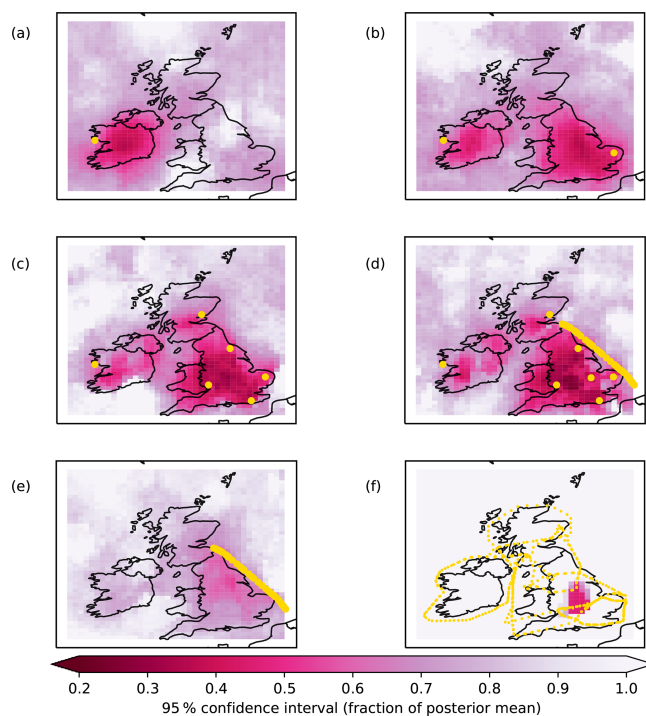 (a)
(b)
(c)
(d)
(e)
(f)
0.2 0.3 0.4 0.5 0.6 0.7 0.8 0.9 1.0
95 % confidence interval (fraction of posterior mean)